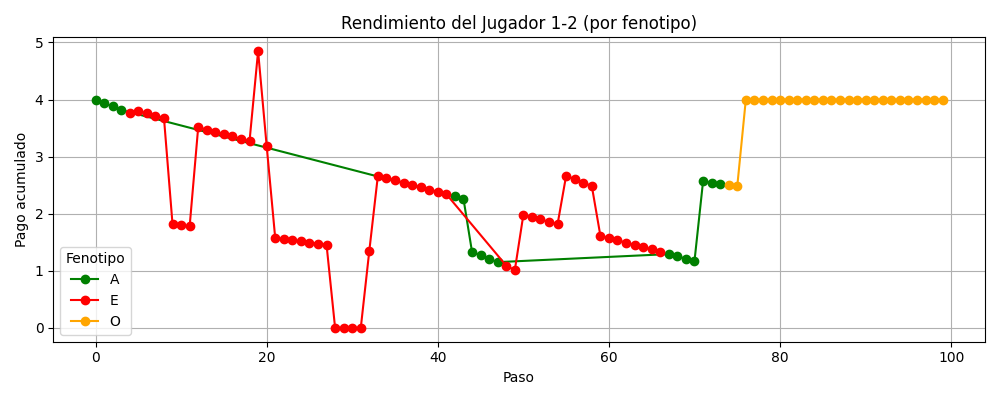 Rendimiento del Jugador 1-2 (por fenotipo)
Pago acumulado
5
4
3
2
1
0
Fenotipo
A
E
O
0 20 40 60 80 100
Paso